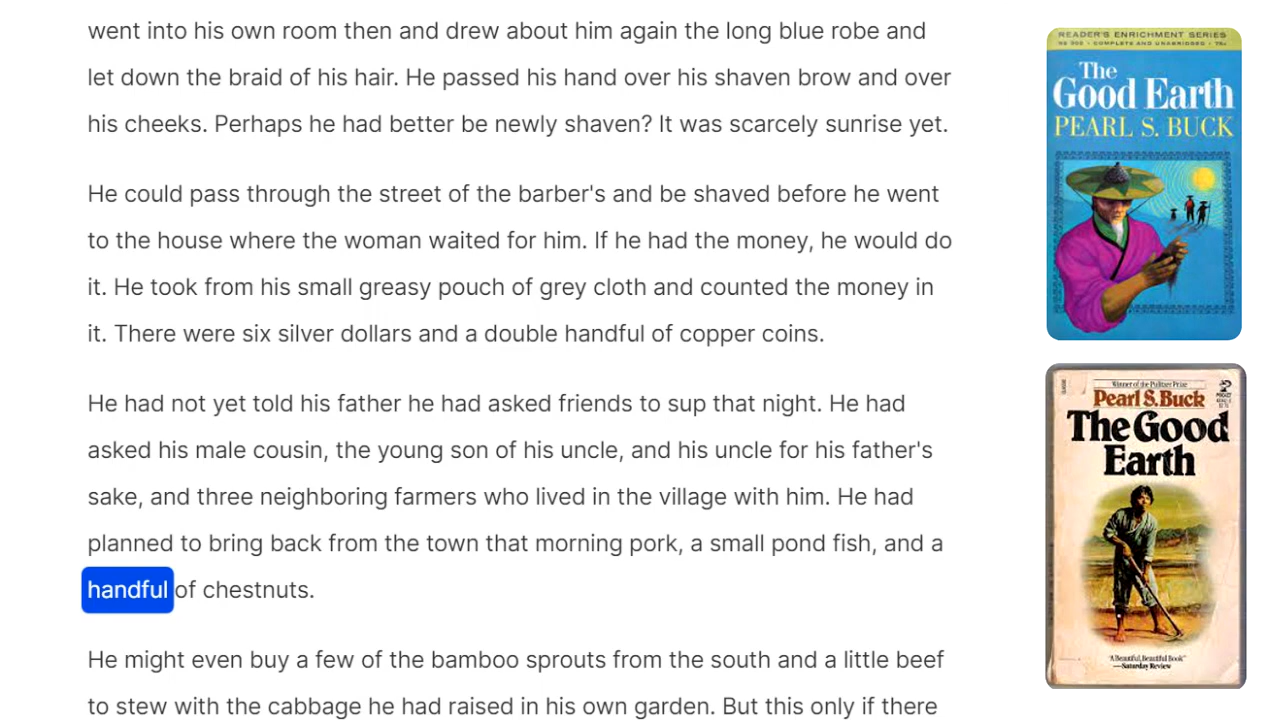 went into his own room then and drew about him again the long blue robe and
let down the braid of his hair. He passed his hand over his shaven brow and over
his cheeks. Perhaps he had better be newly shaven? It was scarcely sunrise yet.
He could pass through the street of the barber's and be shaved before he went
to the house where the woman waited for him. If he had the money, he would do
it. He took from his small greasy pouch of grey cloth and counted the money in
it. There were six silver dollars and a double handful of copper coins.
He had not yet told his father he had asked friends to sup that night. He had
asked his male cousin, the young son of his uncle, and his uncle for his father's
sake, and three neighboring farmers who lived in the village with him. He had
planned to bring back from the town that morning pork, a small pond fish, and a
handful of chestnuts.
He might even buy a few of the bamboo sprouts from the south and a little beef
to stew with the cabbage he had raised in his own garden. But this only if there
READER'S ENRICHMENT SERIES
COMPLETE AND UNABRIDGED
The
Good Earth
PEARL S. BUCK
Winner of the Pulitzer Prize
Pearl S. Buck
The Good
Earth
"A Beautiful, Beautiful Book"
—Saturday Review